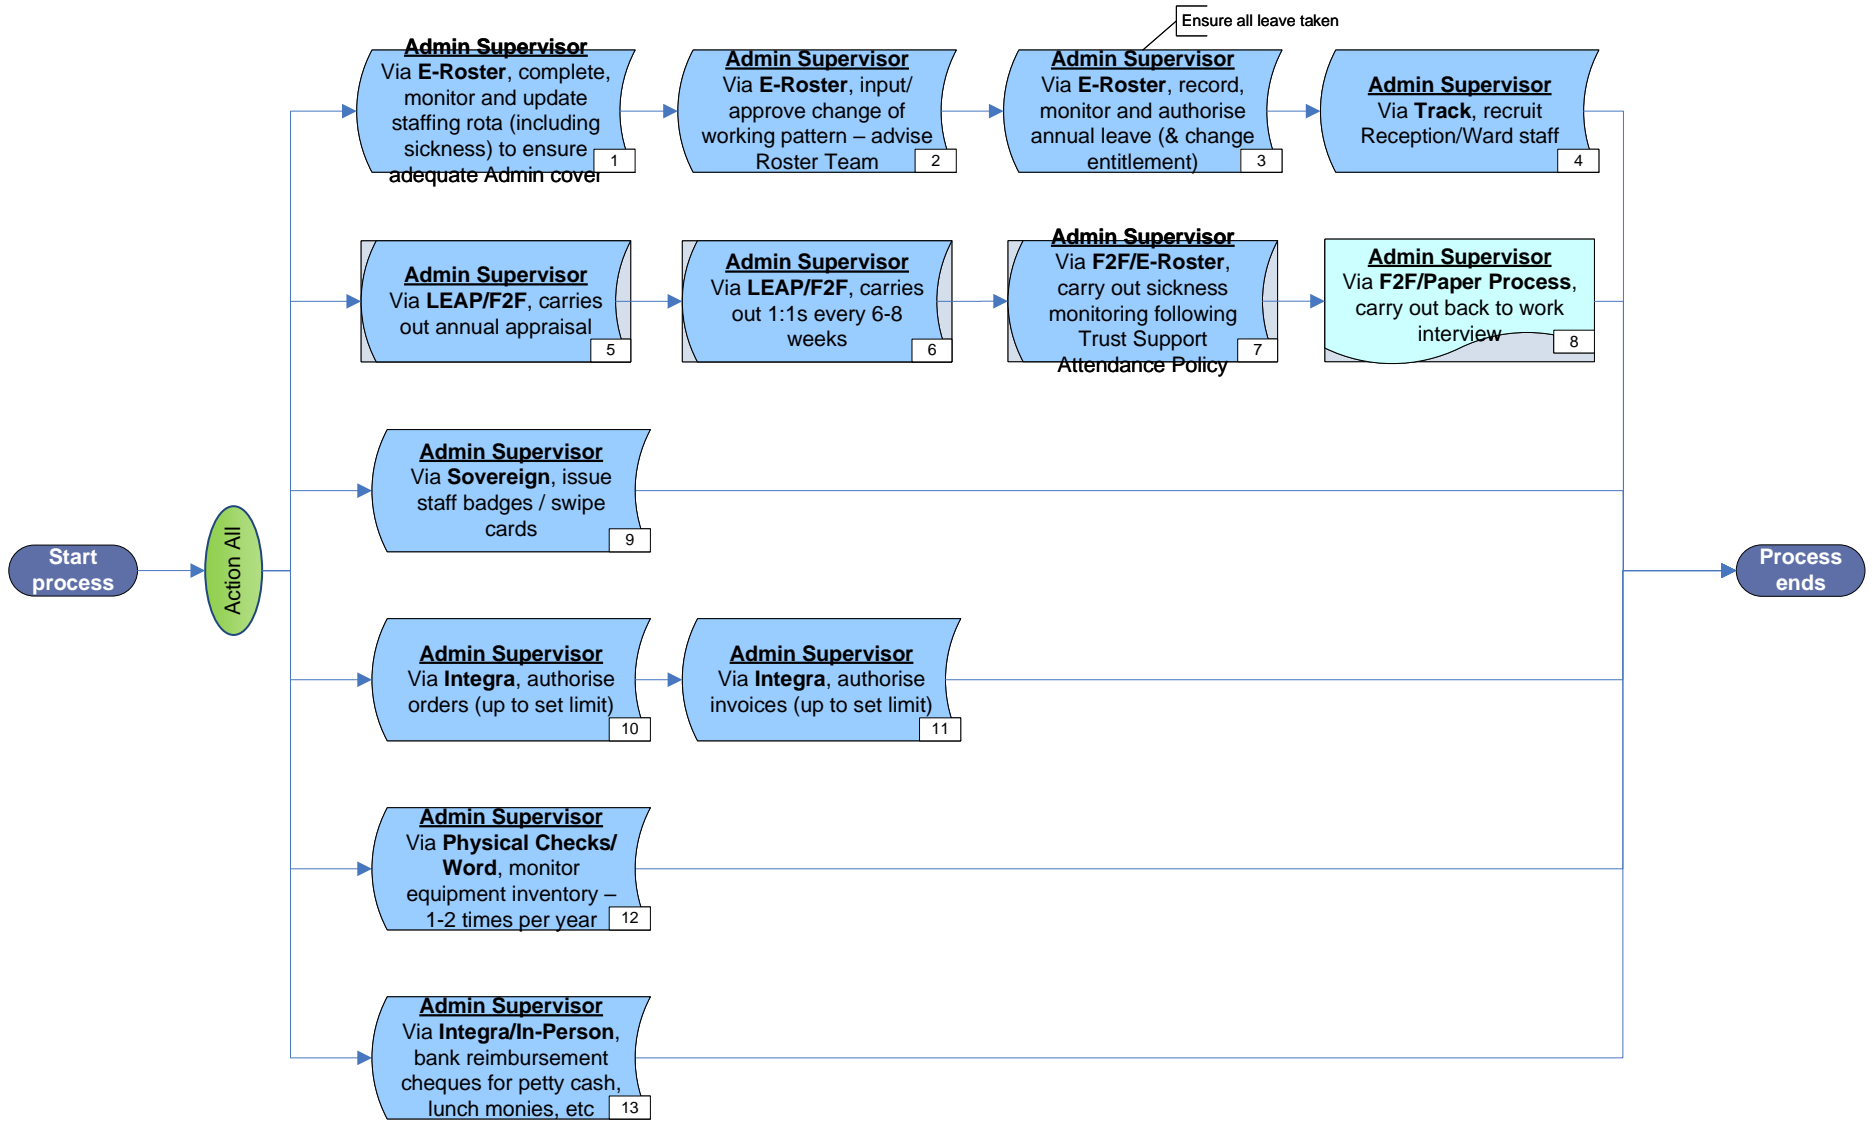 Ensure all leave taken
Admin Supervisor
Via E-Roster, complete,
monitor and update
staffing rota (including
sickness) to ensure
adequate Admin cover
1
Admin Supervisor
Via E-Roster, input/
approve change of
working pattern – advise
Roster Team
2
Admin Supervisor
Via E-Roster, record,
monitor and authorise
annual leave (& change
entitlement)
3
Admin Supervisor
Via Track, recruit
Reception/Ward staff
4
Admin Supervisor
Via LEAP/F2F, carries
out annual appraisal
5
Admin Supervisor
Via LEAP/F2F, carries
out 1:1s every 6-8
weeks
6
Admin Supervisor
Via F2F/E-Roster,
carry out sickness
monitoring following
Trust Support
Attendance Policy
7
Admin Supervisor
Via F2F/Paper Process,
carry out back to work
interview
8
Admin Supervisor
Via Sovereign, issue
staff badges / swipe
cards
9
Start
process
Action All
Process
ends
Admin Supervisor
Via Integra, authorise
orders (up to set limit)
10
Admin Supervisor
Via Integra, authorise
invoices (up to set limit)
11
Admin Supervisor
Via Physical Checks/
Word, monitor
equipment inventory –
1-2 times per year
12
Admin Supervisor
Via Integra/In-Person,
bank reimbursement
cheques for petty cash,
lunch monies, etc
13